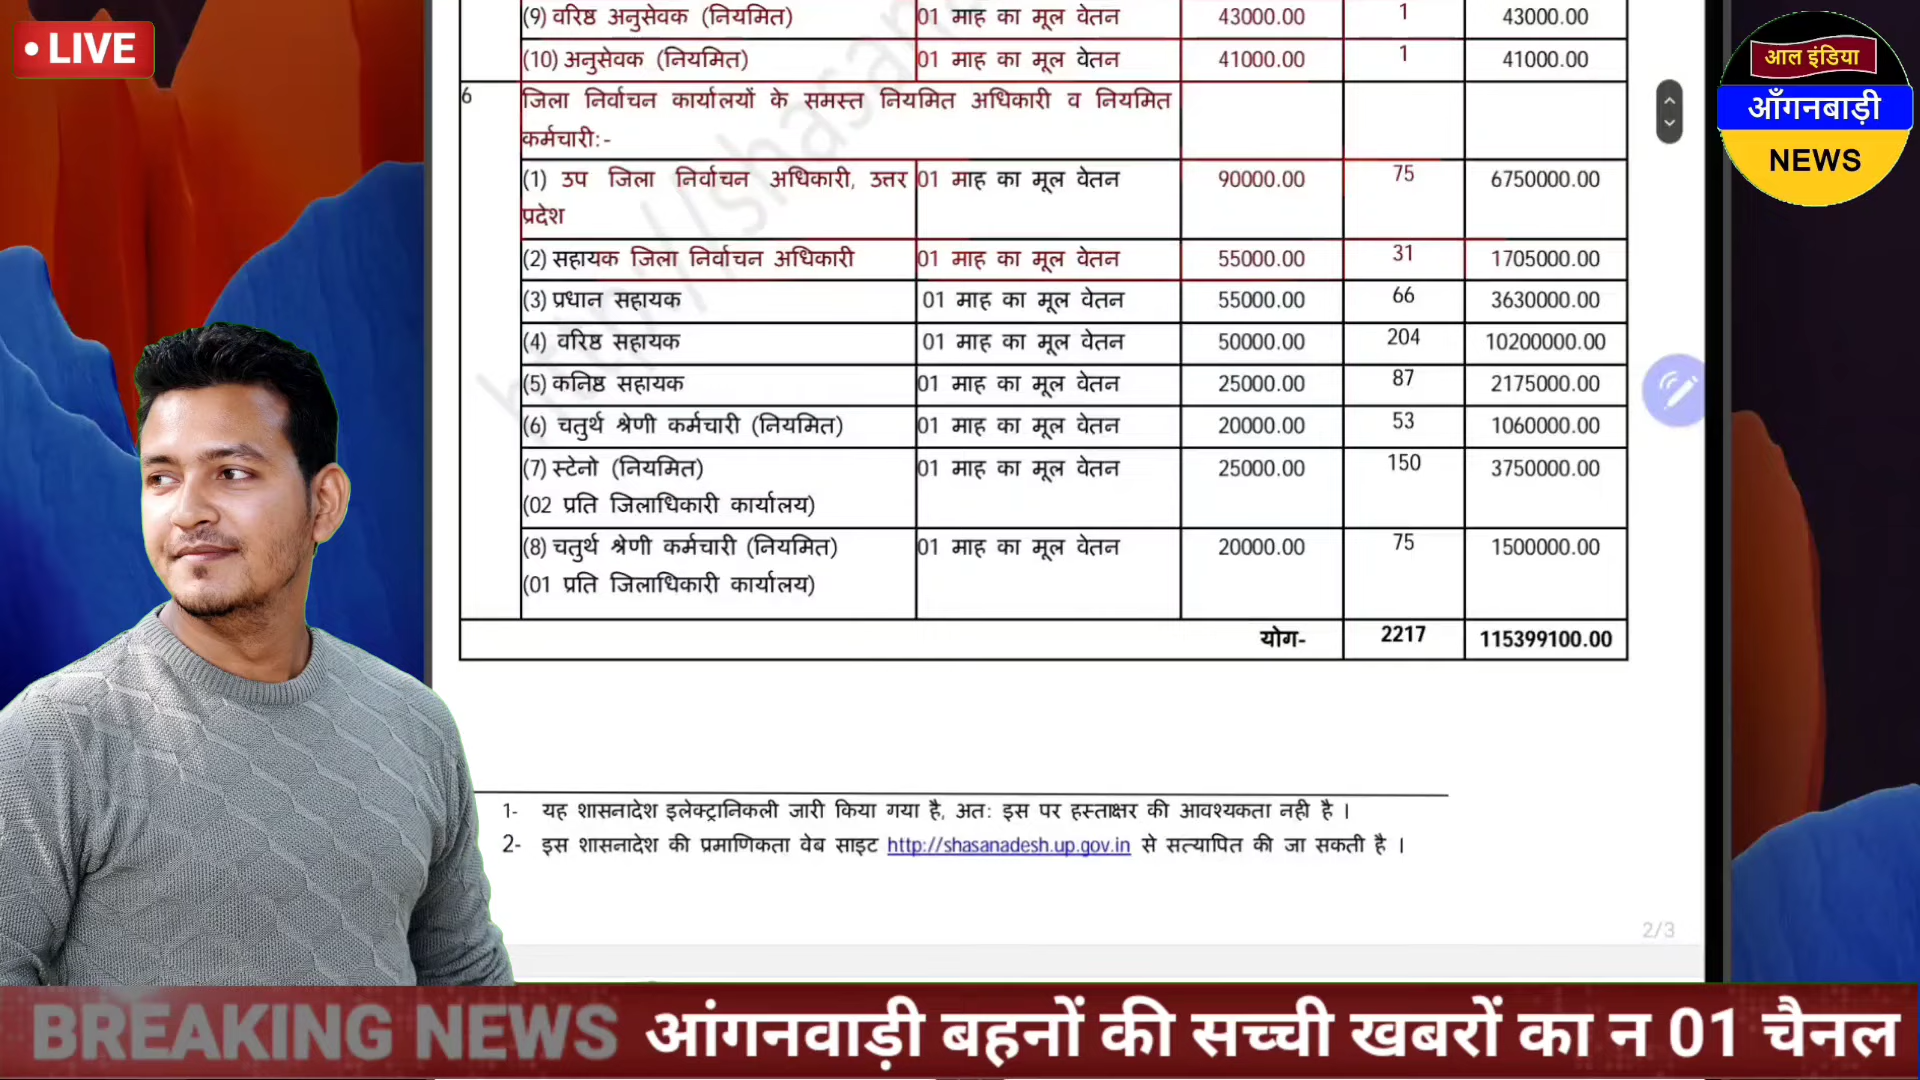 • LIVE
आल इंडिया
आँगनबाड़ी
NEWS
(9) वरिष्ठ अनुसेवक (नियमित) 01 माह का मूल वेतन 43000.00 1 43000.00
(10) अनुसेवक (नियमित) 01 माह का मूल वेतन 41000.00 1 41000.00
6 जिला निर्वाचन कार्यालयों के समस्त नियमित अधिकारी व नियमित
कर्मचारी:-
(1) उप जिला निर्वाचन अधिकारी, उत्तर 01 माह का मूल वेतन 90000.00 75 6750000.00
प्रदेश
(2) सहायक जिला निर्वाचन अधिकारी 01 माह का मूल वेतन 55000.00 31 1705000.00
(3) प्रधान सहायक 01 माह का मूल वेतन 55000.00 66 3630000.00
(4) वरिष्ठ सहायक 01 माह का मूल वेतन 50000.00 204 10200000.00
(5) कनिष्ठ सहायक 01 माह का मूल वेतन 25000.00 87 2175000.00
(6) चतुर्थ श्रेणी कर्मचारी (नियमित) 01 माह का मूल वेतन 20000.00 53 1060000.00
(7) स्टेनो (नियमित) 01 माह का मूल वेतन 25000.00 150 3750000.00
(02 प्रति जिलाधिकारी कार्यालय)
(8) चतुर्थ श्रेणी कर्मचारी (नियमित) 01 माह का मूल वेतन 20000.00 75 1500000.00
(01 प्रति जिलाधिकारी कार्यालय)
योग- 2217 115399100.00
1- यह शासनादेश इलेक्ट्रानिकली जारी किया गया है, अतः इस पर हस्ताक्षर की आवश्यकता नही है ।
2- इस शासनादेश की प्रमाणिकता वेब साइट http://shasanadesh.up.gov.in से सत्यापित की जा सकती है ।
2/3
BREAKING NEWS आंगनवाड़ी बहनों की सच्ची खबरों का न 01 चैनल